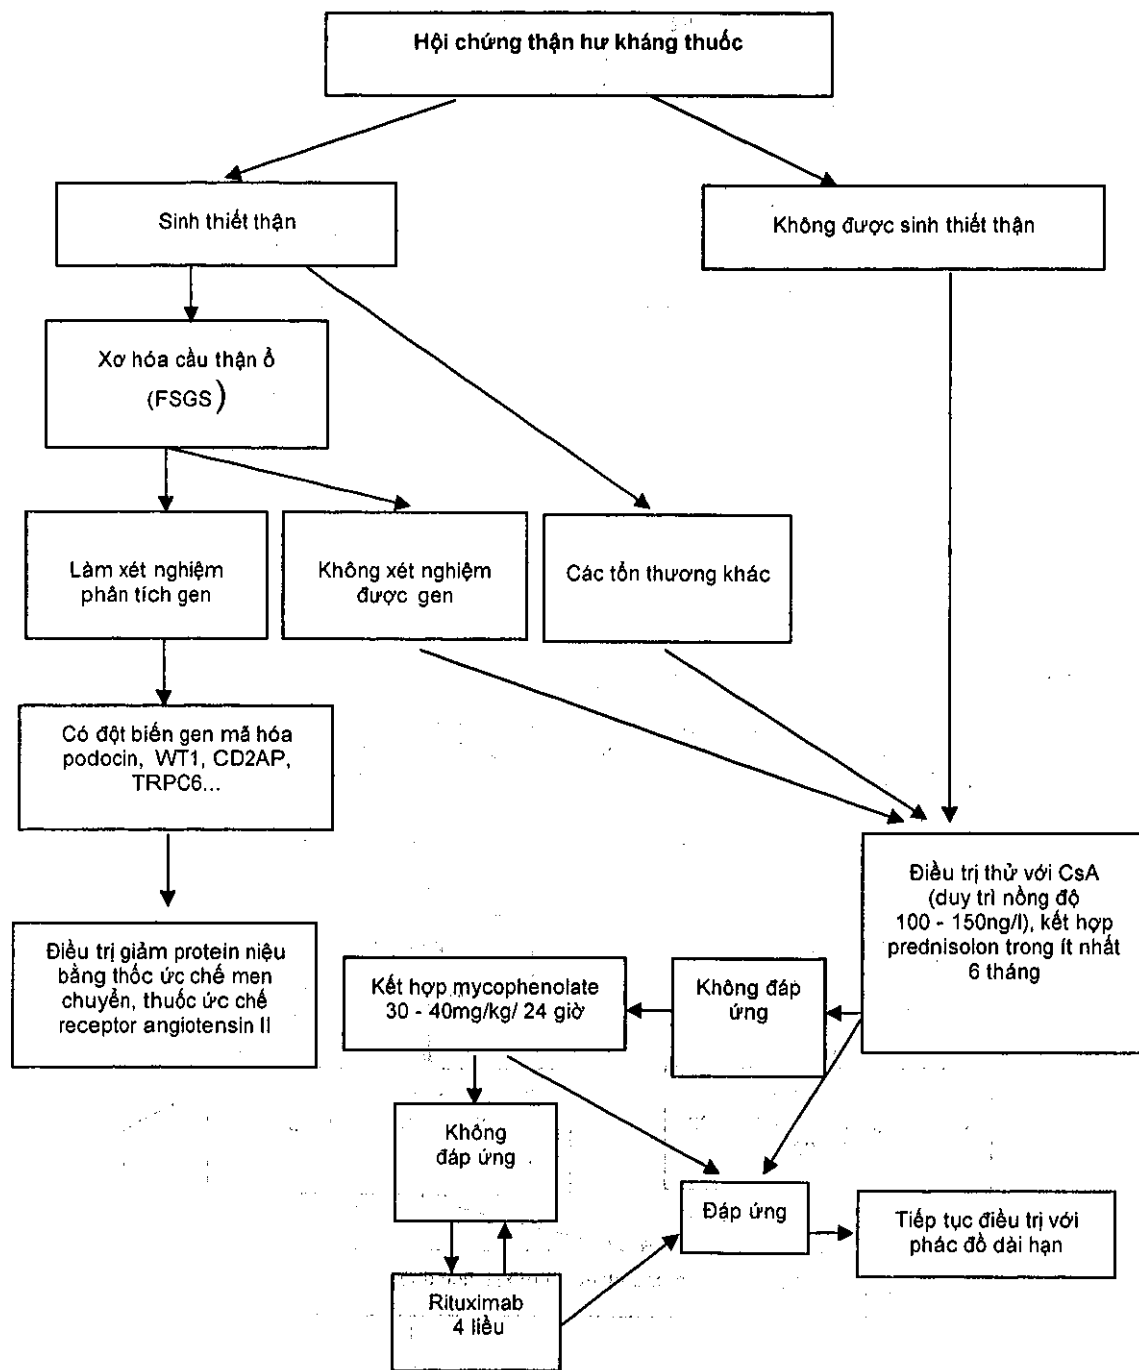 Hội chứng thận hư kháng thuốc
Sinh thiết thận
Không được sinh thiết thận
Xơ hóa cầu thận ổ
(FSGS)
Làm xét nghiệm
phân tích gen
Không xét nghiệm
được gen
Các tổn thương khác
Có đột biến gen mã hóa
podocin, WT1, CD2AP,
TRPC6...
Điều trị thử với CsA
(duy trì nồng độ
100 - 150ng/l), kết hợp
prednisolon trong ít nhất
6 tháng
Điều trị giảm protein niệu
bằng thốc ức chế men
chuyển, thuốc ức chế
receptor angiotensin II
Kết hợp mycophenolate
30 - 40mg/kg/ 24 giờ
Không đáp
ứng
Không
đáp ứng
Đáp ứng
Tiếp tục điều trị với
phác đồ dài hạn
Rituximab
4 liều